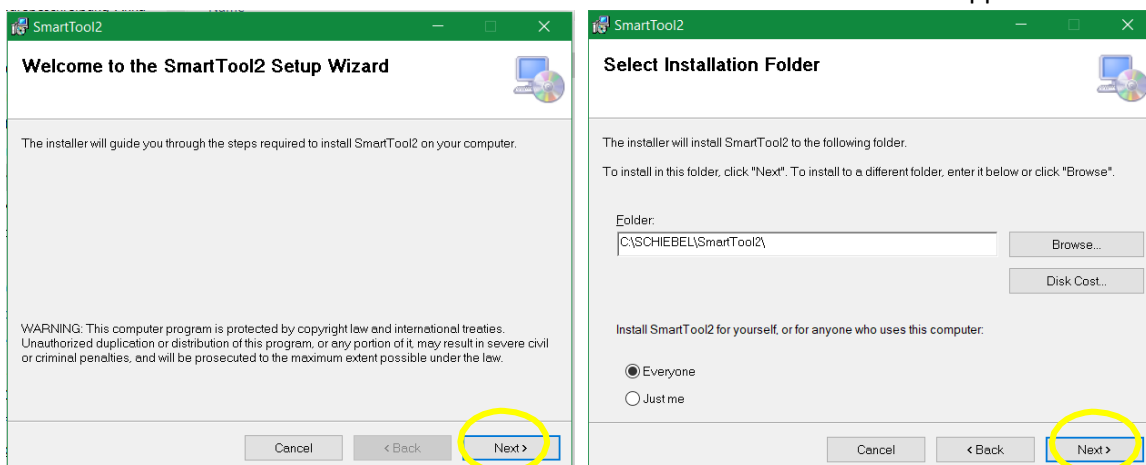 SmartTool2
Welcome to the SmartTool2 Setup Wizard
The installer will guide you through the steps required to install SmartTool2 on your computer.
WARNING: This computer program is protected by copyright law and international treaties.
Unauthorized duplication or distribution of this program, or any portion of it, may result in severe civil
or criminal penalties, and will be prosecuted to the maximum extent possible under the law.
Cancel
< Back
Next >
SmartTool2
Select Installation Folder
The installer will install SmartTool2 to the following folder.
To install in this folder, click "Next". To install to a different folder, enter it below or click "Browse".
Folder:
C:\SCHIEBEL\SmartTool2\
Browse...
Disk Cost...
Install SmartTool2 for yourself, or for anyone who uses this computer:
Everyone
Just me
Cancel
< Back
Next >